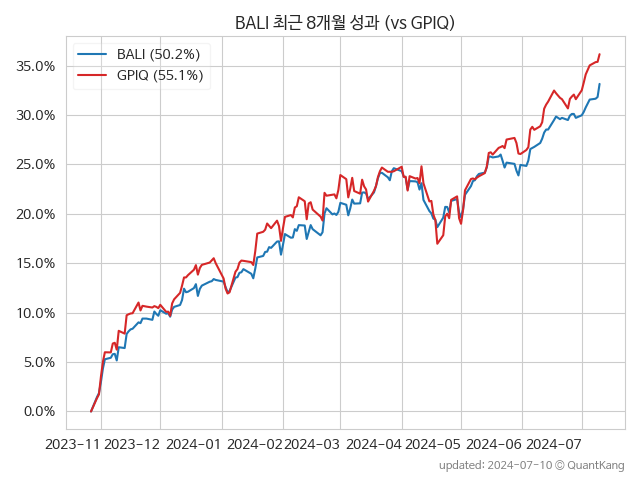 BALI 최근 8개월 성과 (vs GPIQ)
BALI (50.2%)
GPIQ (55.1%)
35.0%
30.0%
25.0%
20.0%
15.0%
10.0%
5.0%
0.0%
2023-11 2023-12 2024-01 2024-02 2024-03 2024-04 2024-05 2024-06 2024-07
updated: 2024-07-10 © QuantKang